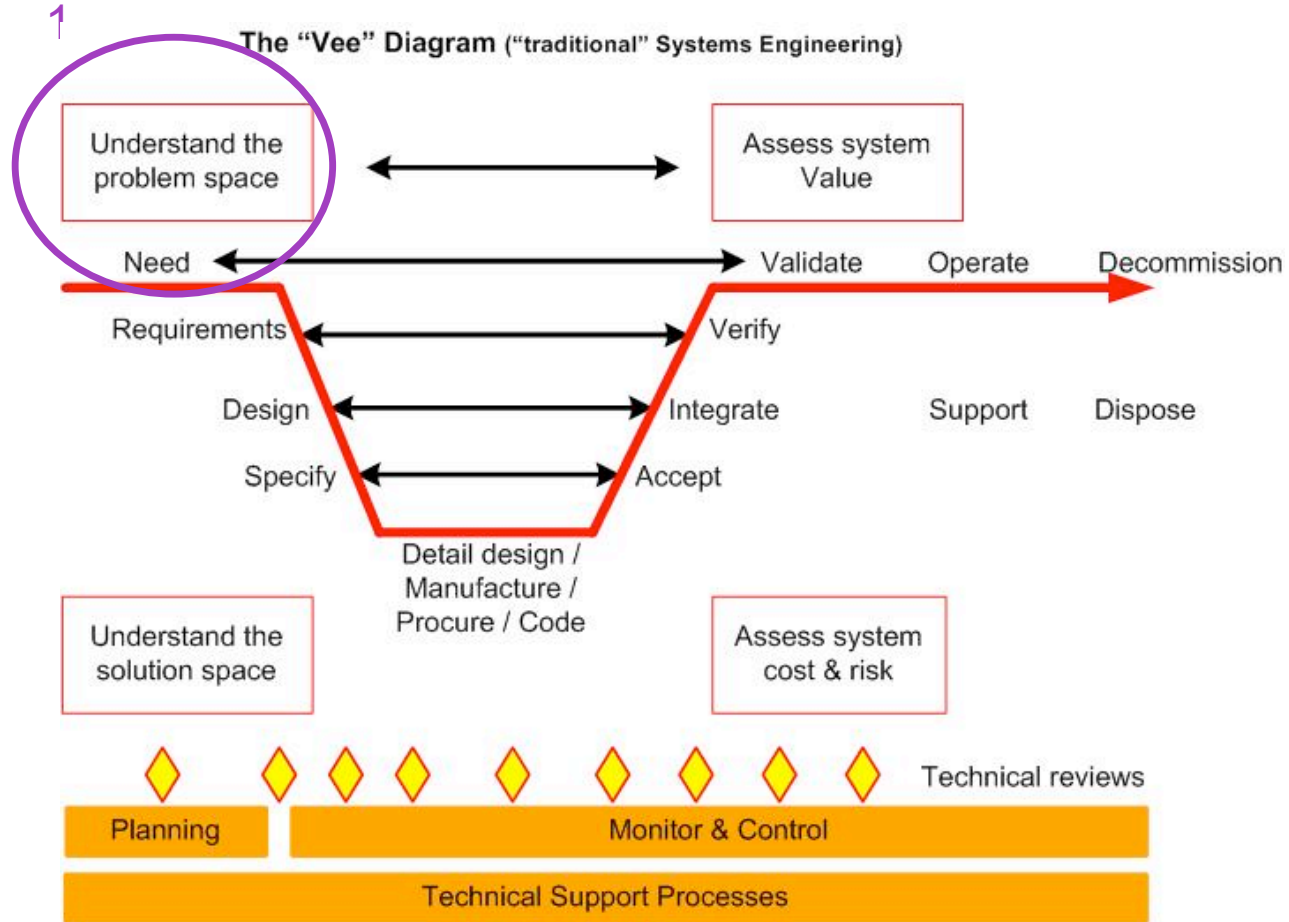 1
The “Vee” Diagram (“traditional” Systems Engineering)
Understand the
problem space
Assess system
Value
Need
Validate
Operate
Decommission
Requirements
Verify
Design
Integrate
Support
Dispose
Specify
Accept
Detail design /
Manufacture /
Procure / Code
Understand the
solution space
Assess system
cost & risk
Technical reviews
Planning
Monitor & Control
Technical Support Processes